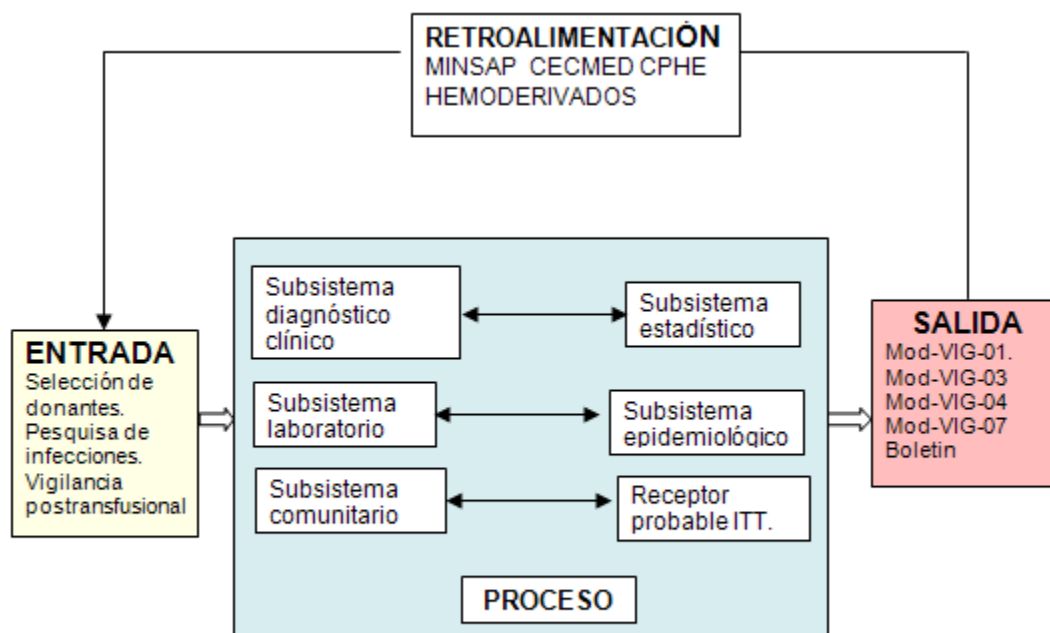 RETROALIMENTACIÓN
MINSAP CECMED CPHE
HEMODERIVADOS
ENTRADA
Selección de
donantes.
Pesquisa de
infecciones.
Vigilancia
postransfusional
Subsistema
diagnóstico
clínico
Subsistema
estadístico
Subsistema
laboratorio
Subsistema
epidemiológico
Subsistema
comunitario
Receptor
probable ITT.
PROCESO
SALIDA
Mod-VIG-01.
Mod-VIG-03
Mod-VIG-04
Mod-VIG-07
Boletin